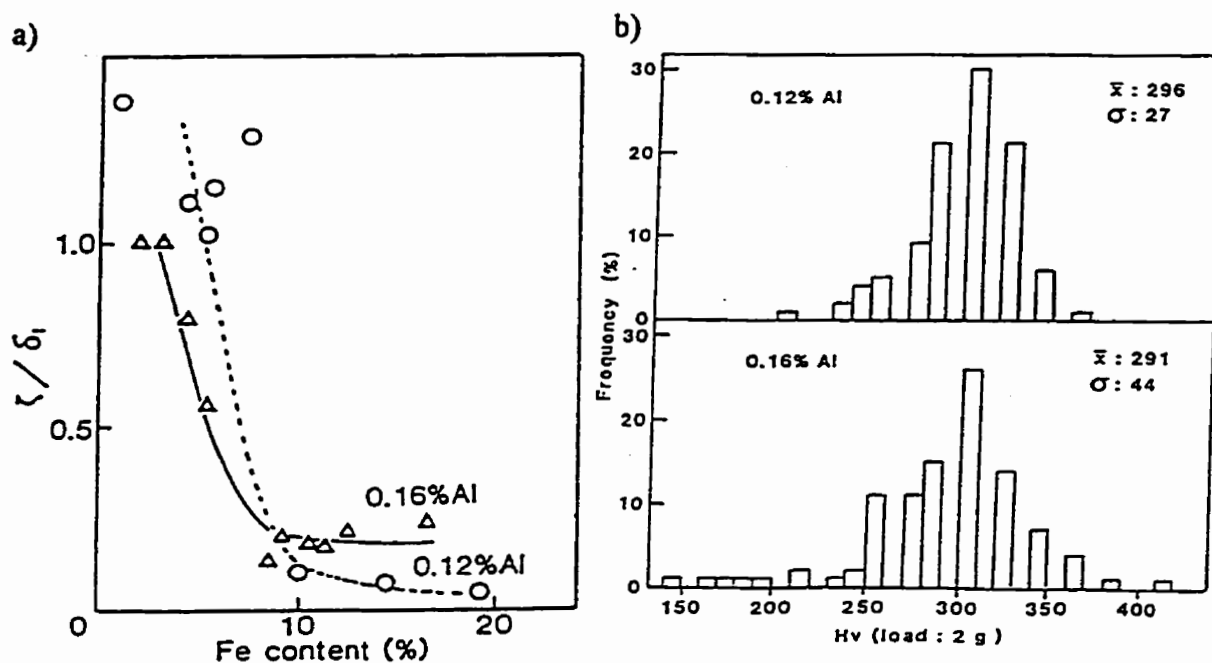 a)
1.0
0.5
0
ζ/δ₁
0.16%Al
0.12%Al
10
20
Fe content (%)
b)
30
20
10
0
0.12% Al
x̄ : 296
σ : 27
Frequency (%)
30
20
10
0
0.16% Al
x̄ : 291
σ : 44
150
200
250
300
350
400
Hv (load : 2 g)